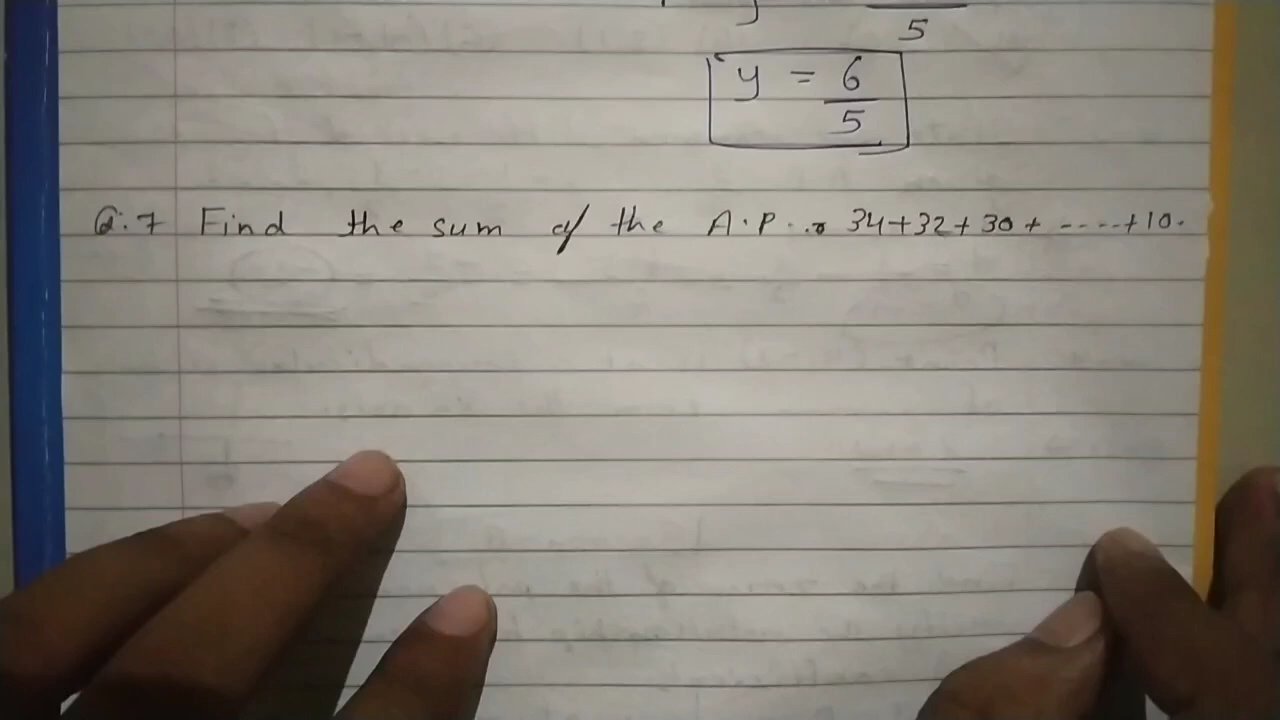 5
y = 6/5
Q.7 Find the sum of the A.P. 34+32+30+ ----+10.